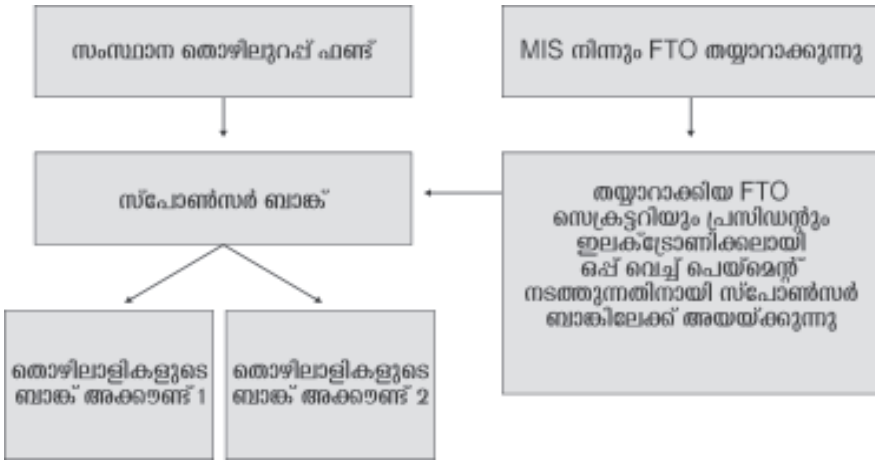 സംസ്ഥാന തൊഴിലുറപ്പ് ഫണ്ട്
MIS നിന്നും FTO തയ്യാറാക്കുന്നു
സ്പോൺസർ ബാങ്ക്
തയ്യാറാക്കിയ FTO
സെക്രട്ടറിയും പ്രസിഡന്റും
ഇലക്ട്രോണിക്കലായി
ഒപ്പ് വെച്ച് പെയ്മെന്റ്
നടത്തുന്നതിനായി സ്പോൺസർ
ബാങ്കിലേക്ക് അയയ്ക്കുന്നു
തൊഴിലാളികളുടെ
ബാങ്ക് അക്കൗണ്ട് 1
തൊഴിലാളികളുടെ
ബാങ്ക് അക്കൗണ്ട് 2